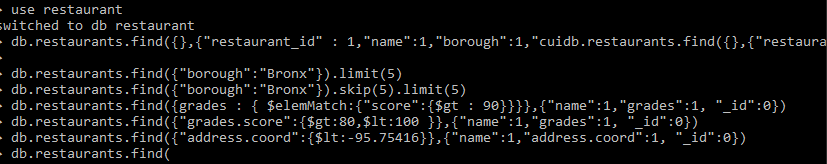 > use restaurant
switched to db restaurant
> db.restaurants.find({},{"restaurant_id" : 1,"name":1,"borough":1,"cuidb.restaurants.find({},{"restaura
>
> db.restaurants.find({"borough":"Bronx"}).limit(5)
> db.restaurants.find({"borough":"Bronx"}).skip(5).limit(5)
> db.restaurants.find({grades : { $elemMatch:{"score":{$gt : 90}}}},{"name":1,"grades":1, "_id":0})
> db.restaurants.find({"grades.score":{$gt:80,$lt:100 }},{"name":1,"grades":1, "_id":0})
> db.restaurants.find({"address.coord":{$lt:-95.75416}},{"name":1,"address.coord":1, "_id":0})
> db.restaurants.find(